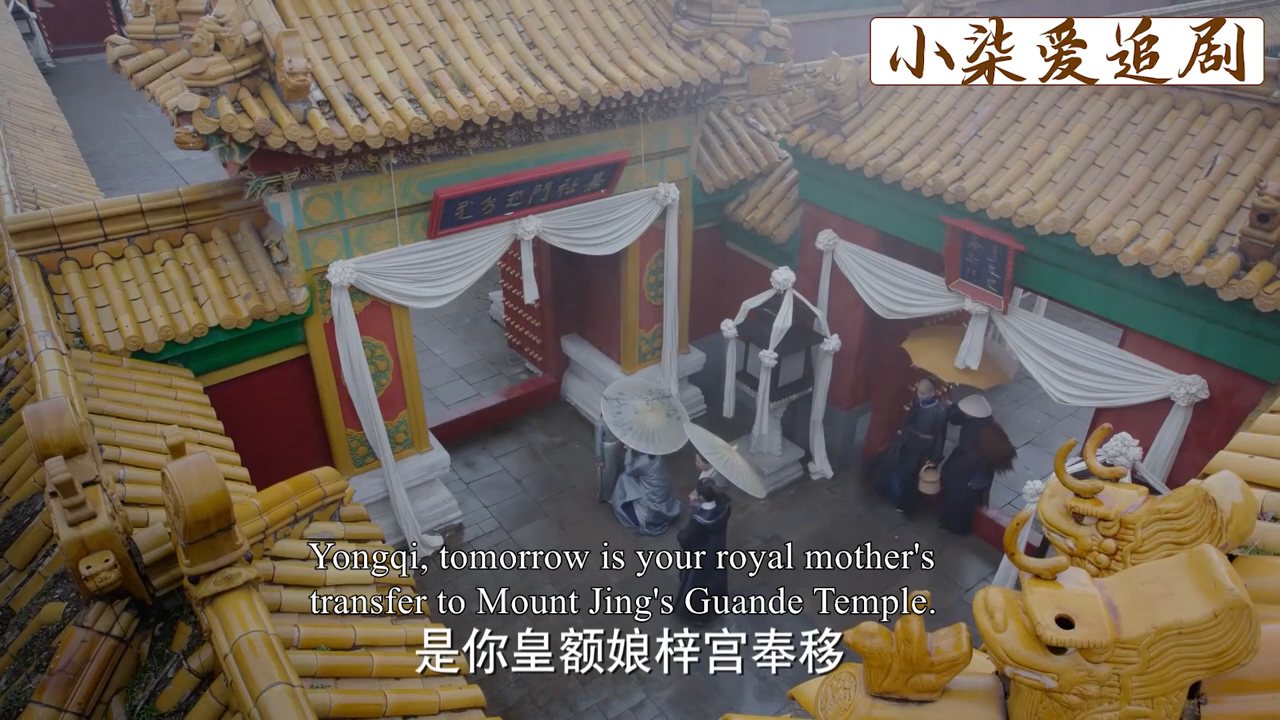 小柒爱追剧
Yongqi, tomorrow is your royal mother's
transfer to Mount Jing's Guande Temple.
是你皇额娘梓宫奉移